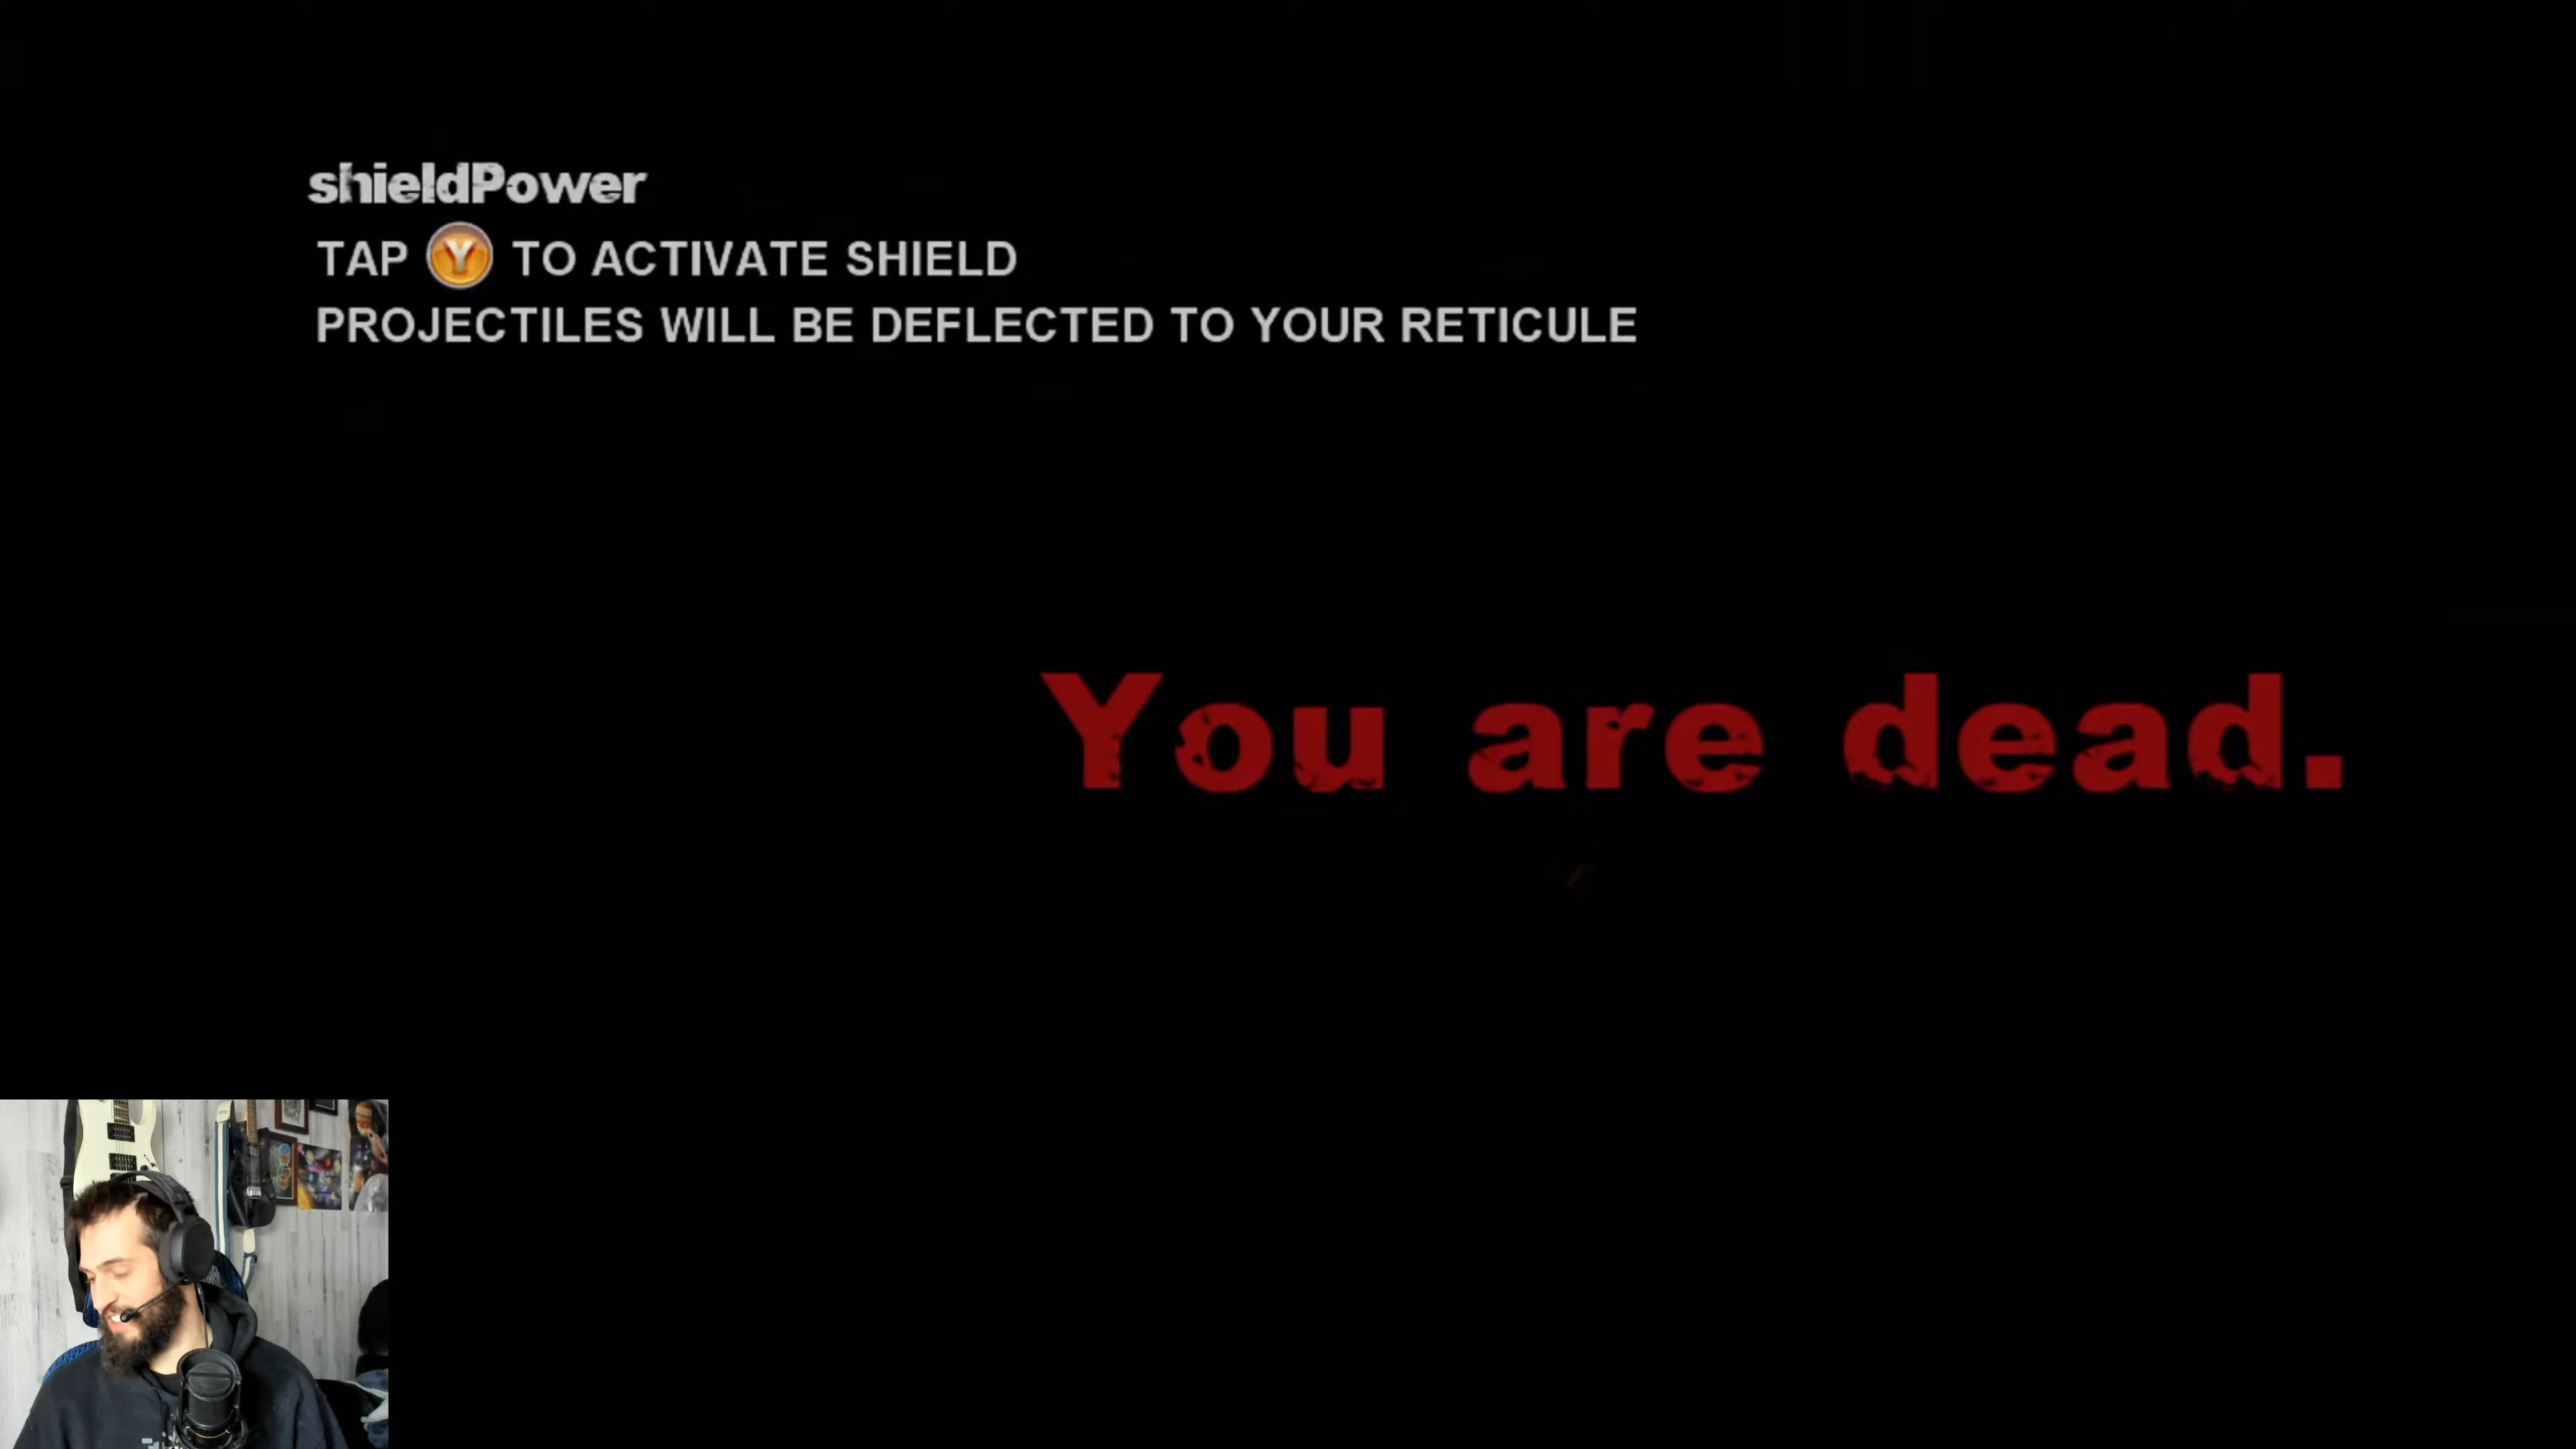 shieldPower
TAP Y TO ACTIVATE SHIELD
PROJECTILES WILL BE DEFLECTED TO YOUR RETICULE
You are dead.